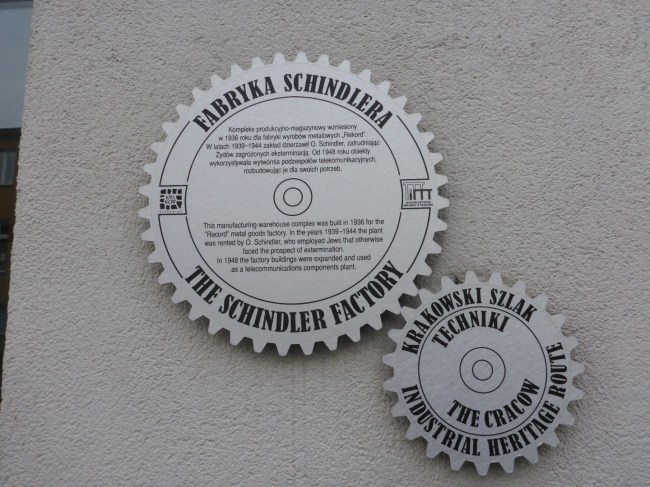 FABRYKA SCHINDLERA
Kompleks produkcyjno-magazynowy wzniesiony
w 1936 roku dla fabryki wyrobów metalowych „Rekord”.
W latach 1939–1944 zakład dzierżawił O. Schindler, zatrudniając
Żydów zagrożonych eksterminacją. Od 1948 roku obiekty
wykorzystywała wytwórnia podzespołów telekomunikacyjnych,
rozbudowując je dla swoich potrzeb.
This manufacturing-warehouse complex was built in 1936 for the
"Record" metal goods factory. In the years 1939–1944 the plant
was rented by O. Schindler, who employed Jews that otherwise
faced the prospect of extermination.
In 1948 the factory buildings were expanded and used
as a telecommunications components plant.
THE SCHINDLER FACTORY
KRAKOWSKI SZLAK
TECHNIKI
THE CRACOW
INDUSTRIAL HERITAGE ROUTE